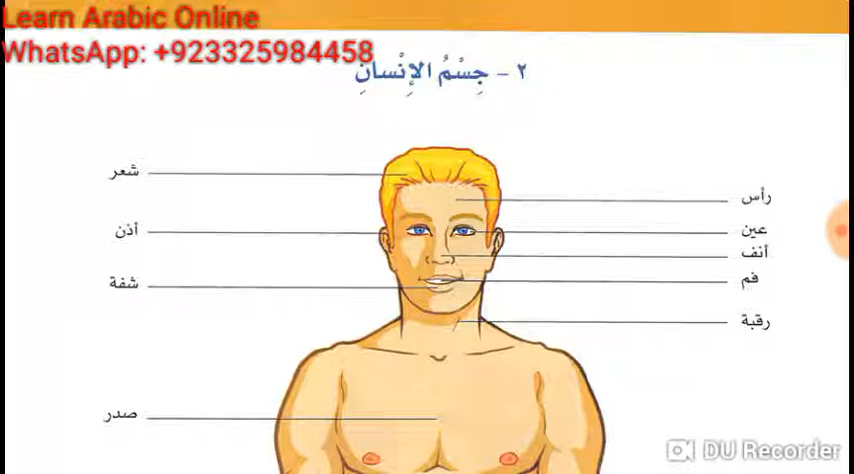 Learn Arabic Online
WhatsApp: +923325984458
٢ - جِسْمُ الإِنْسانِ
شعر
رأس
أذن
عين
أنف
شفة
فم
رقبة
صدر
DU Recorder